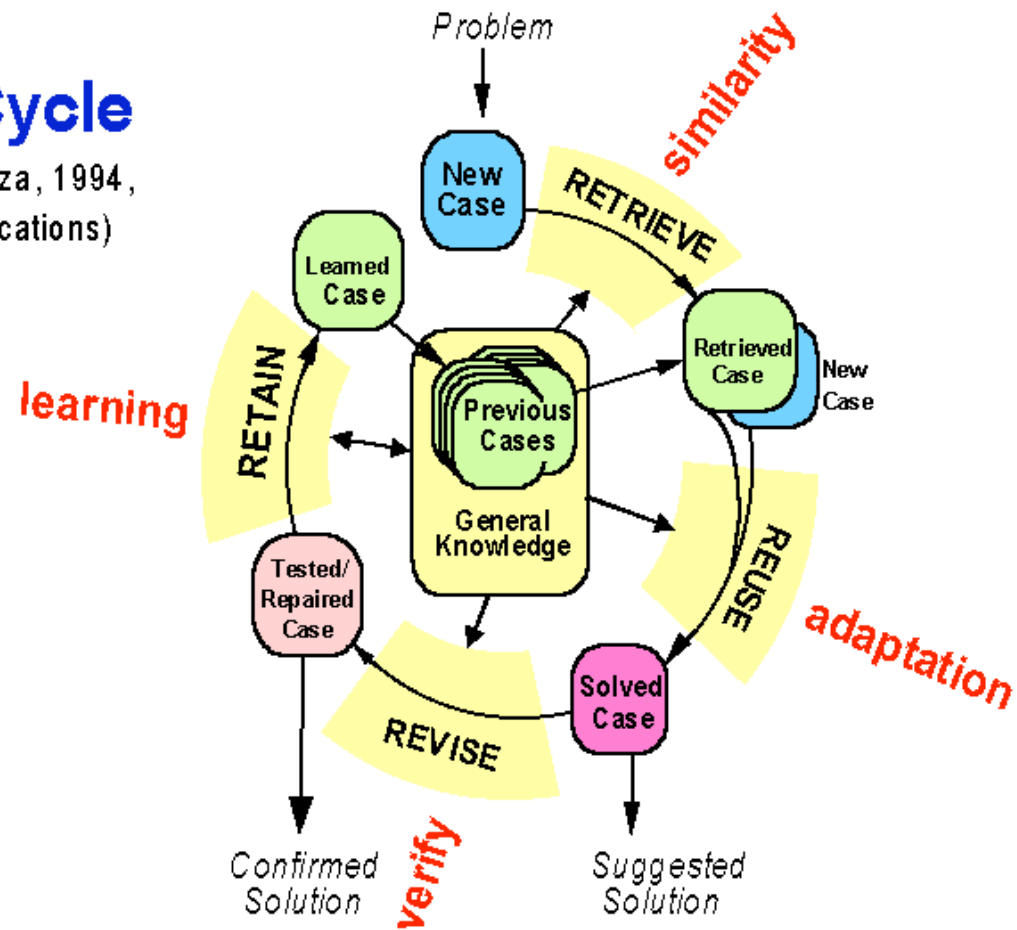 Problem
Cycle
za, 1994,
cations)
similarity
New
Case
RETRIEVE
Learned
Case
Retrieved
Case
New
Case
RETAIN
learning
Previous
Cases
General
Knowledge
REUSE
adaptation
Tested/
Repaired
Case
Solved
Case
REVISE
verify
Confirmed
Solution
Suggested
Solution